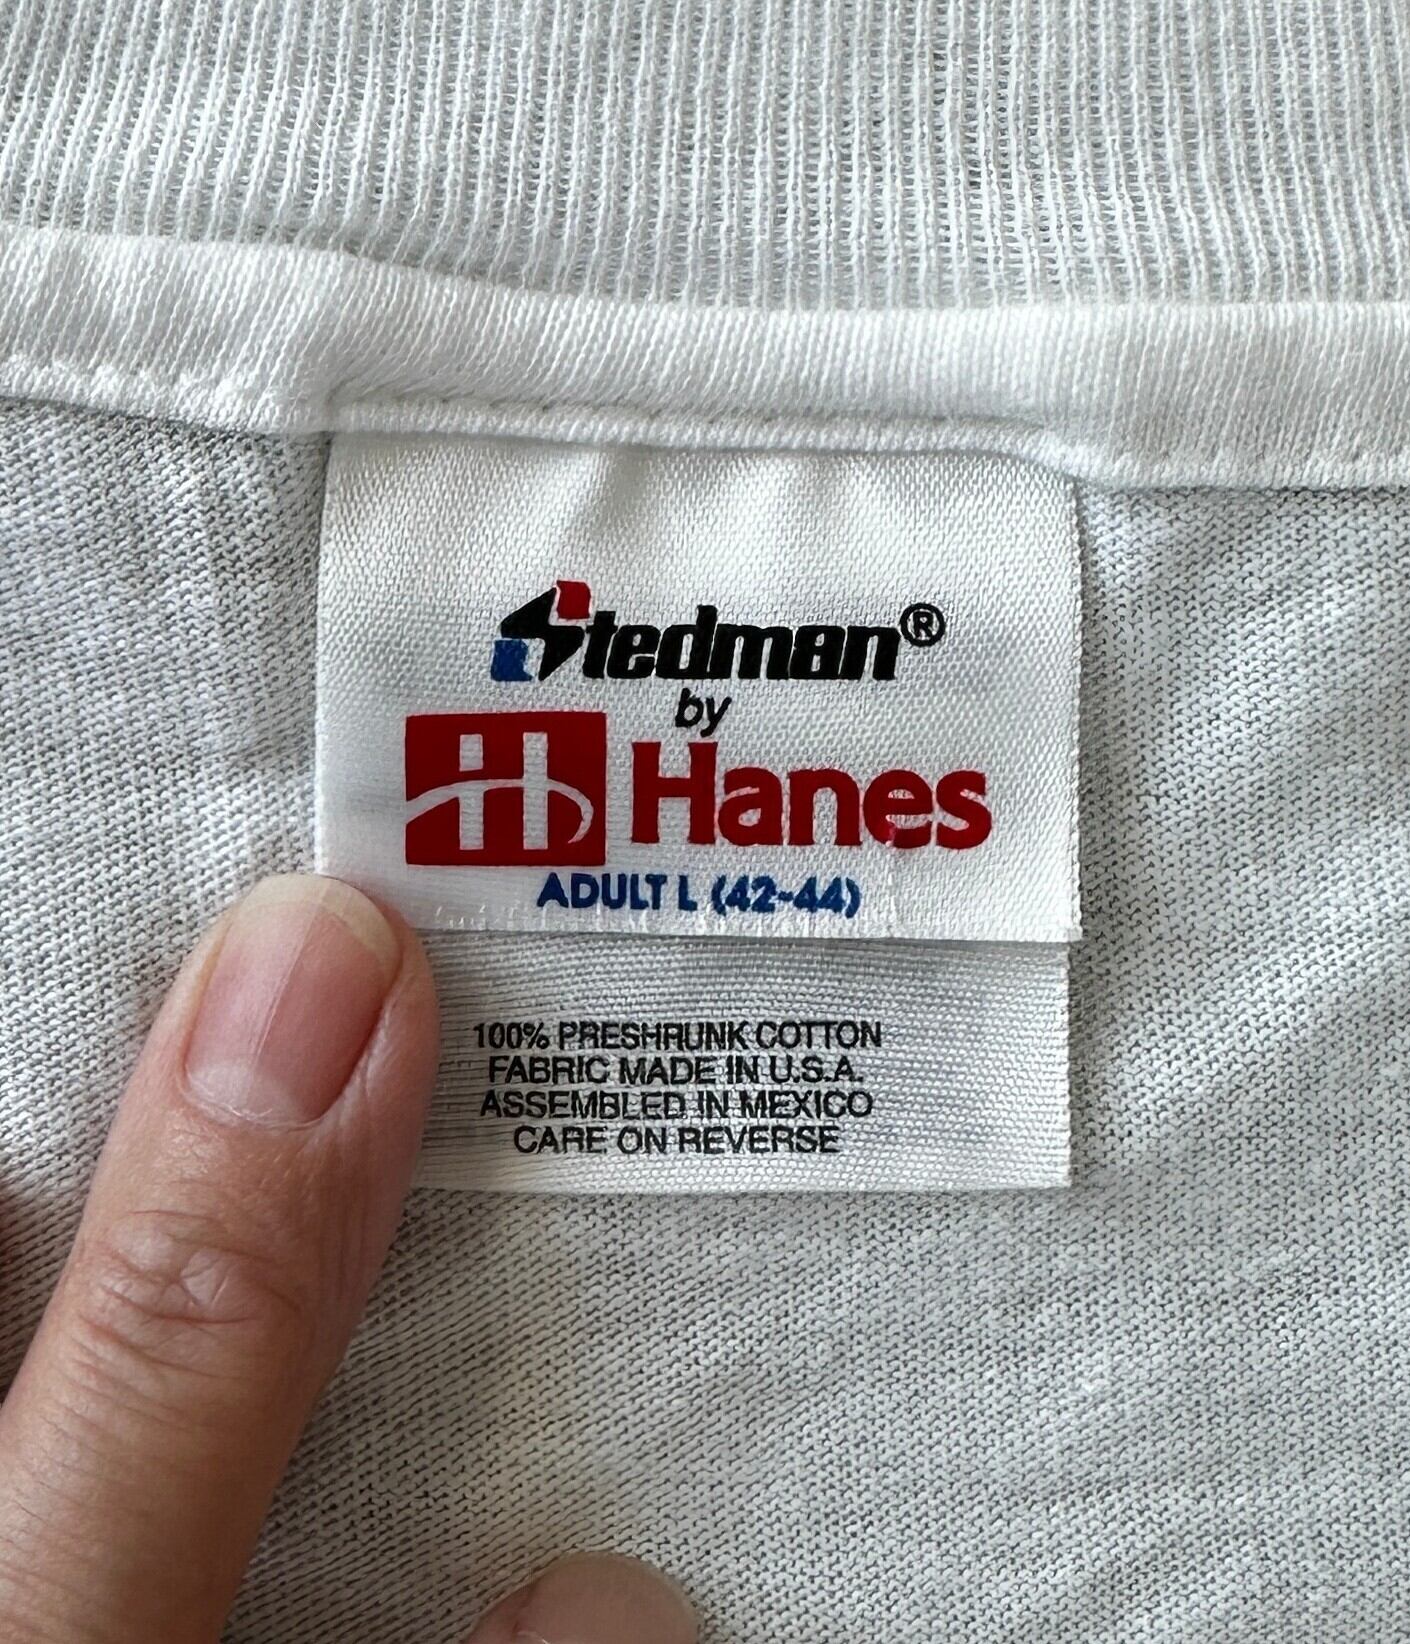 Stedman®
by
H Hanes
ADULT L (42-44)
100% PRESHRUNK COTTON
FABRIC MADE IN U.S.A.
ASSEMBLED IN MEXICO
CARE ON REVERSE